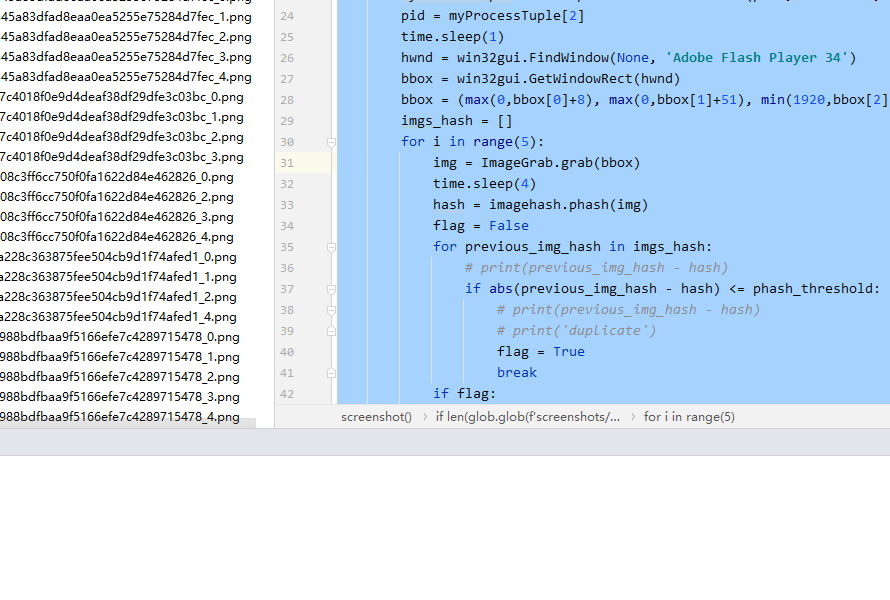 45a83dfad8eaa0ea5255e75284d7fec_1.png
45a83dfad8eaa0ea5255e75284d7fec_2.png
45a83dfad8eaa0ea5255e75284d7fec_3.png
45a83dfad8eaa0ea5255e75284d7fec_4.png
7c4018f0e9d4deaf38df29dfe3c03bc_0.png
7c4018f0e9d4deaf38df29dfe3c03bc_1.png
7c4018f0e9d4deaf38df29dfe3c03bc_2.png
7c4018f0e9d4deaf38df29dfe3c03bc_3.png
08c3ff6cc750f0fa1622d84e462826_0.png
08c3ff6cc750f0fa1622d84e462826_2.png
08c3ff6cc750f0fa1622d84e462826_3.png
08c3ff6cc750f0fa1622d84e462826_4.png
a228c363875fee504cb9d1f74afed1_0.png
a228c363875fee504cb9d1f74afed1_1.png
a228c363875fee504cb9d1f74afed1_2.png
a228c363875fee504cb9d1f74afed1_4.png
988bdfbaa9f5166efe7c4289715478_0.png
988bdfbaa9f5166efe7c4289715478_1.png
988bdfbaa9f5166efe7c4289715478_2.png
988bdfbaa9f5166efe7c4289715478_3.png
988bdfbaa9f5166efe7c4289715478_4.png
24 pid = myProcessTuple[2]
25 time.sleep(1)
26 hwnd = win32gui.FindWindow(None, 'Adobe Flash Player 34')
27 bbox = win32gui.GetWindowRect(hwnd)
28 bbox = (max(0,bbox[0]+8), max(0,bbox[1]+51), min(1920,bbox[2]
29 imgs_hash = []
30 for i in range(5):
31 img = ImageGrab.grab(bbox)
32 time.sleep(4)
33 hash = imagehash.phash(img)
34 flag = False
35 for previous_img_hash in imgs_hash:
36 # print(previous_img_hash - hash)
37 if abs(previous_img_hash - hash) <= phash_threshold:
38 # print(previous_img_hash - hash)
39 # print('duplicate')
40 flag = True
41 break
42 if flag:
screenshot() › if len(glob.glob(f'screenshots/... › for i in range(5)